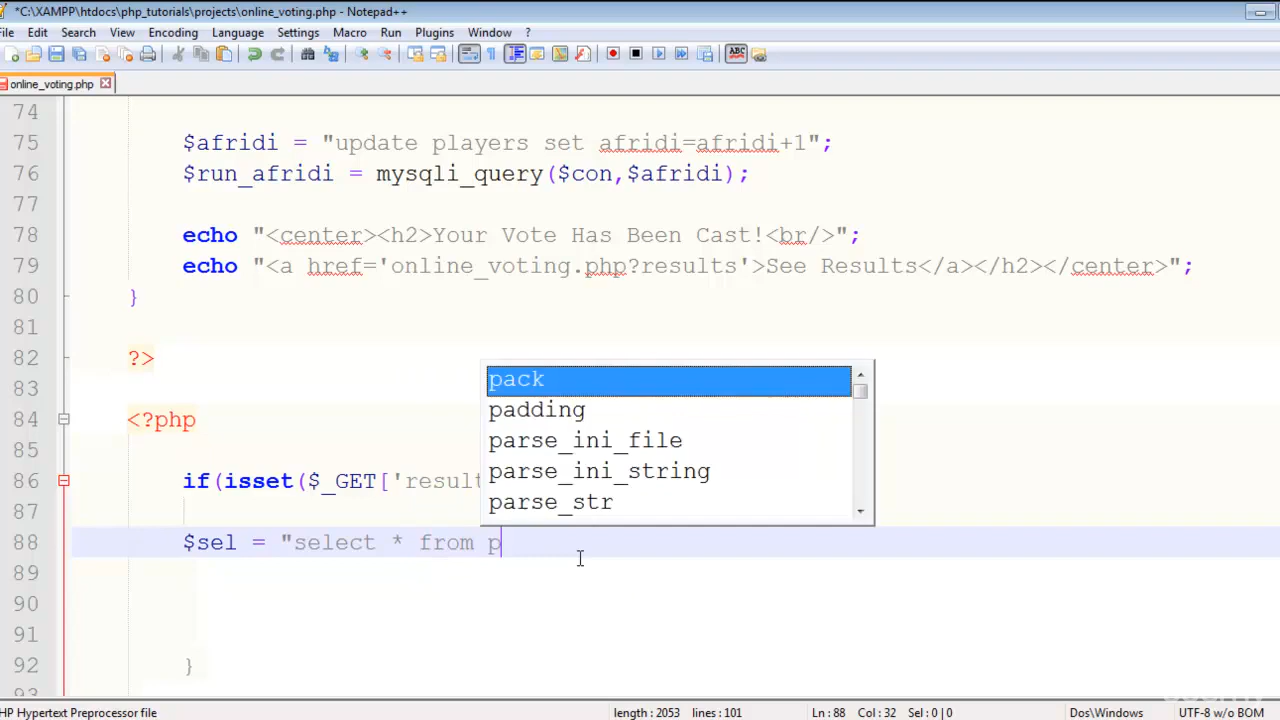 *C:\XAMPP\htdocs\php_tutorials\projects\online_voting.php - Notepad++
File Edit Search View Encoding Language Settings Macro Run Plugins Window ?
online_voting.php
74
75 $afridi = "update players set afridi=afridi+1";
76 $run_afridi = mysqli_query($con,$afridi);
77
78 echo "<center><h2>Your Vote Has Been Cast!<br/>";
79 echo "<a href='online_voting.php?results'>See Results</a></h2></center>";
80 }
81
82 ?>
83
84 <?php
85
86 if(isset($_GET['result
87
88 $sel = "select * from p
89
90
91
92 }
93
pack
padding
parse_ini_file
parse_ini_string
parse_str
HP Hypertext Preprocessor file length : 2053 lines : 101 Ln : 88 Col : 32 Sel : 0 | 0 Dos\Windows UTF-8 w/o BOM